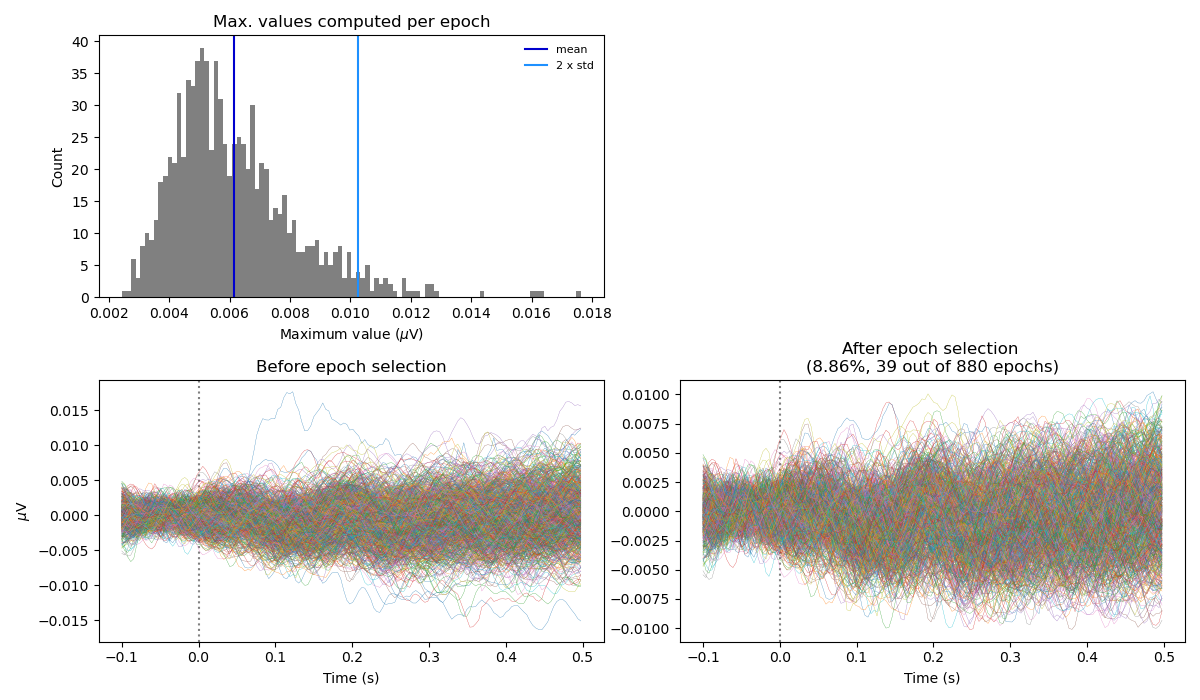 Max. values computed per epoch
40
35
30
25
20
15
10
5
0
Count
mean
2 x std
0.002 0.004 0.006 0.008 0.010 0.012 0.014 0.016 0.018
Maximum value (μV)
Before epoch selection
0.015
0.010
0.005
0.000
−0.005
−0.010
−0.015
μV
−0.1 0.0 0.1 0.2 0.3 0.4 0.5
Time (s)
After epoch selection
(8.86%, 39 out of 880 epochs)
0.0100
0.0075
0.0050
0.0025
0.0000
−0.0025
−0.0050
−0.0075
−0.0100
−0.1 0.0 0.1 0.2 0.3 0.4 0.5
Time (s)